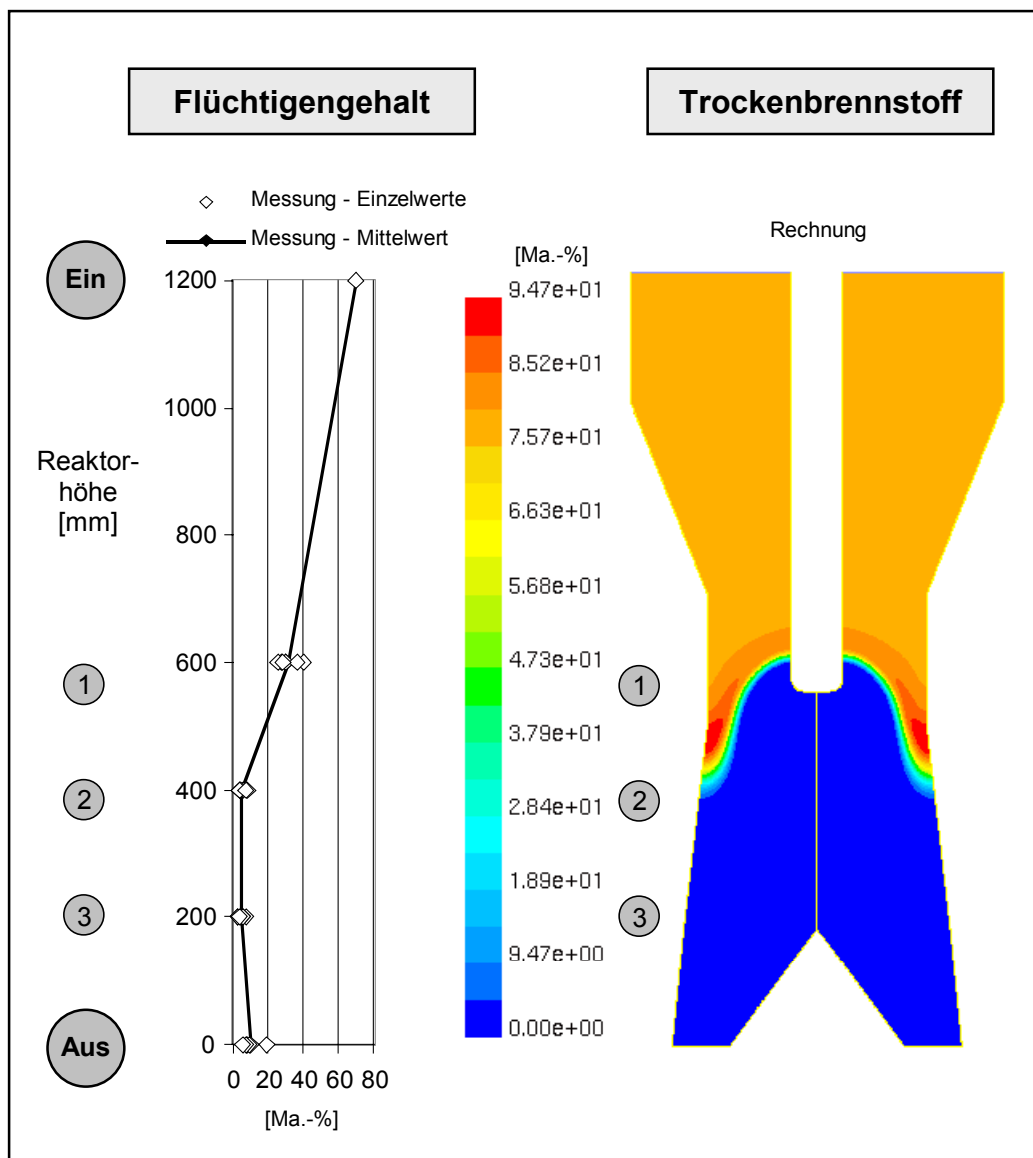 Flüchtigengehalt
Trockenbrennstoff
Messung - Einzelwerte
Messung - Mittelwert
Rechnung
[Ma.-%]
Ein
1200
1000
800
600
400
200
0
Reaktor-
höhe
[mm]
1
2
3
Aus
0 20 40 60 80
[Ma.-%]
9.47e+01
8.52e+01
7.57e+01
6.63e+01
5.68e+01
4.73e+01
3.79e+01
2.84e+01
1.89e+01
9.47e+00
0.00e+00
1
2
3